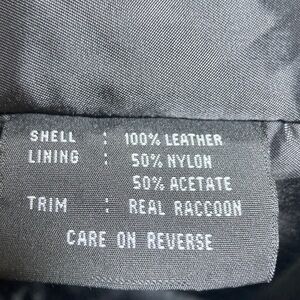 SHELL : 100% LEATHER
LINING : 50% NYLON
50% ACETATE
TRIM : REAL RACCOON
CARE ON REVERSE